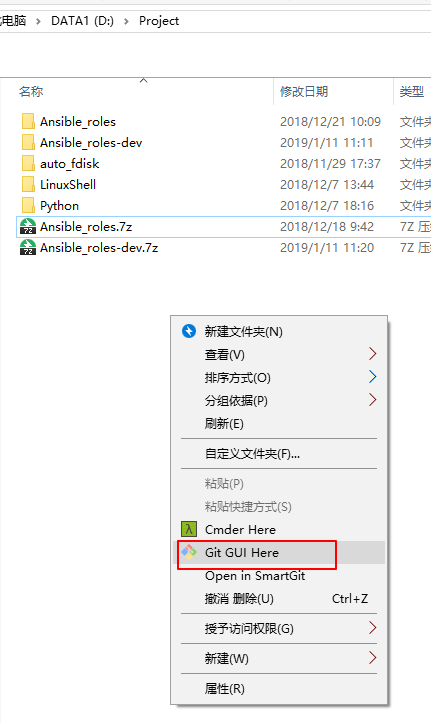 电脑 › DATA1 (D:) › Project
名称 修改日期 类型
Ansible_roles 2018/12/21 10:09 文件夹
Ansible_roles-dev 2019/1/11 11:11 文件夹
auto_fdisk 2018/11/29 17:37 文件夹
LinuxShell 2018/12/7 13:44 文件夹
Python 2018/12/7 18:16 文件夹
Ansible_roles.7z 2018/12/18 9:42 7Z 压
Ansible_roles-dev.7z 2019/1/11 11:20 7Z 压
新建文件夹(N)
查看(V)
排序方式(O)
分组依据(P)
刷新(E)
自定义文件夹(F)...
粘贴(P)
粘贴快捷方式(S)
Cmder Here
Git GUI Here
Open in SmartGit
撤消 删除(U) Ctrl+Z
授予访问权限(G)
新建(W)
属性(R)